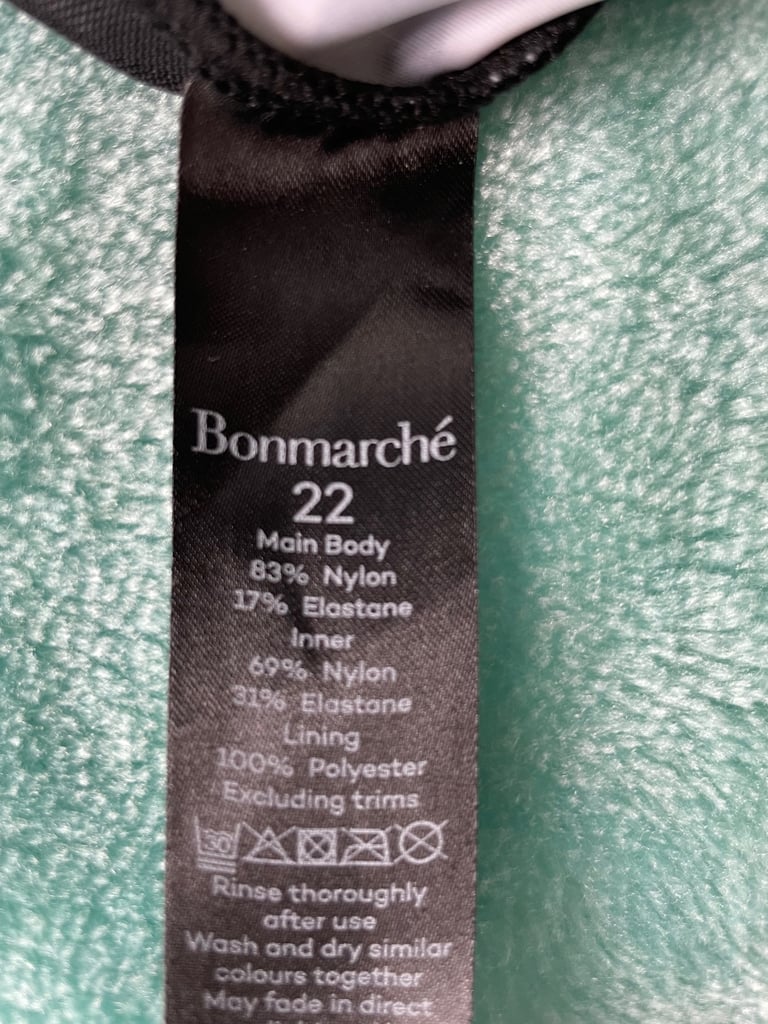 Bonmarché
22
Main Body
83% Nylon
17% Elastane
Inner
69% Nylon
31% Elastane
Lining
100% Polyester
Excluding trims
30
Rinse thoroughly
after use
Wash and dry similar
colours together
May fade in direct